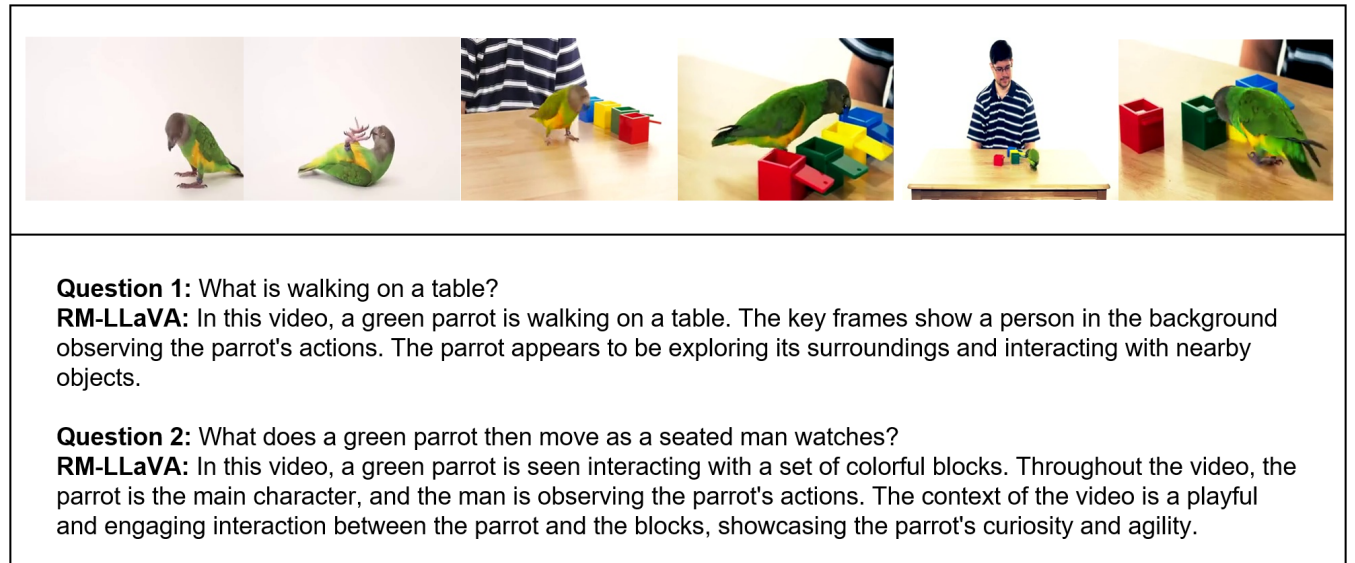 Question 1: What is walking on a table?
RM-LLaVA: In this video, a green parrot is walking on a table. The key frames show a person in the background
observing the parrot's actions. The parrot appears to be exploring its surroundings and interacting with nearby
objects.
Question 2: What does a green parrot then move as a seated man watches?
RM-LLaVA: In this video, a green parrot is seen interacting with a set of colorful blocks. Throughout the video, the
parrot is the main character, and the man is observing the parrot's actions. The context of the video is a playful
and engaging interaction between the parrot and the blocks, showcasing the parrot's curiosity and agility.